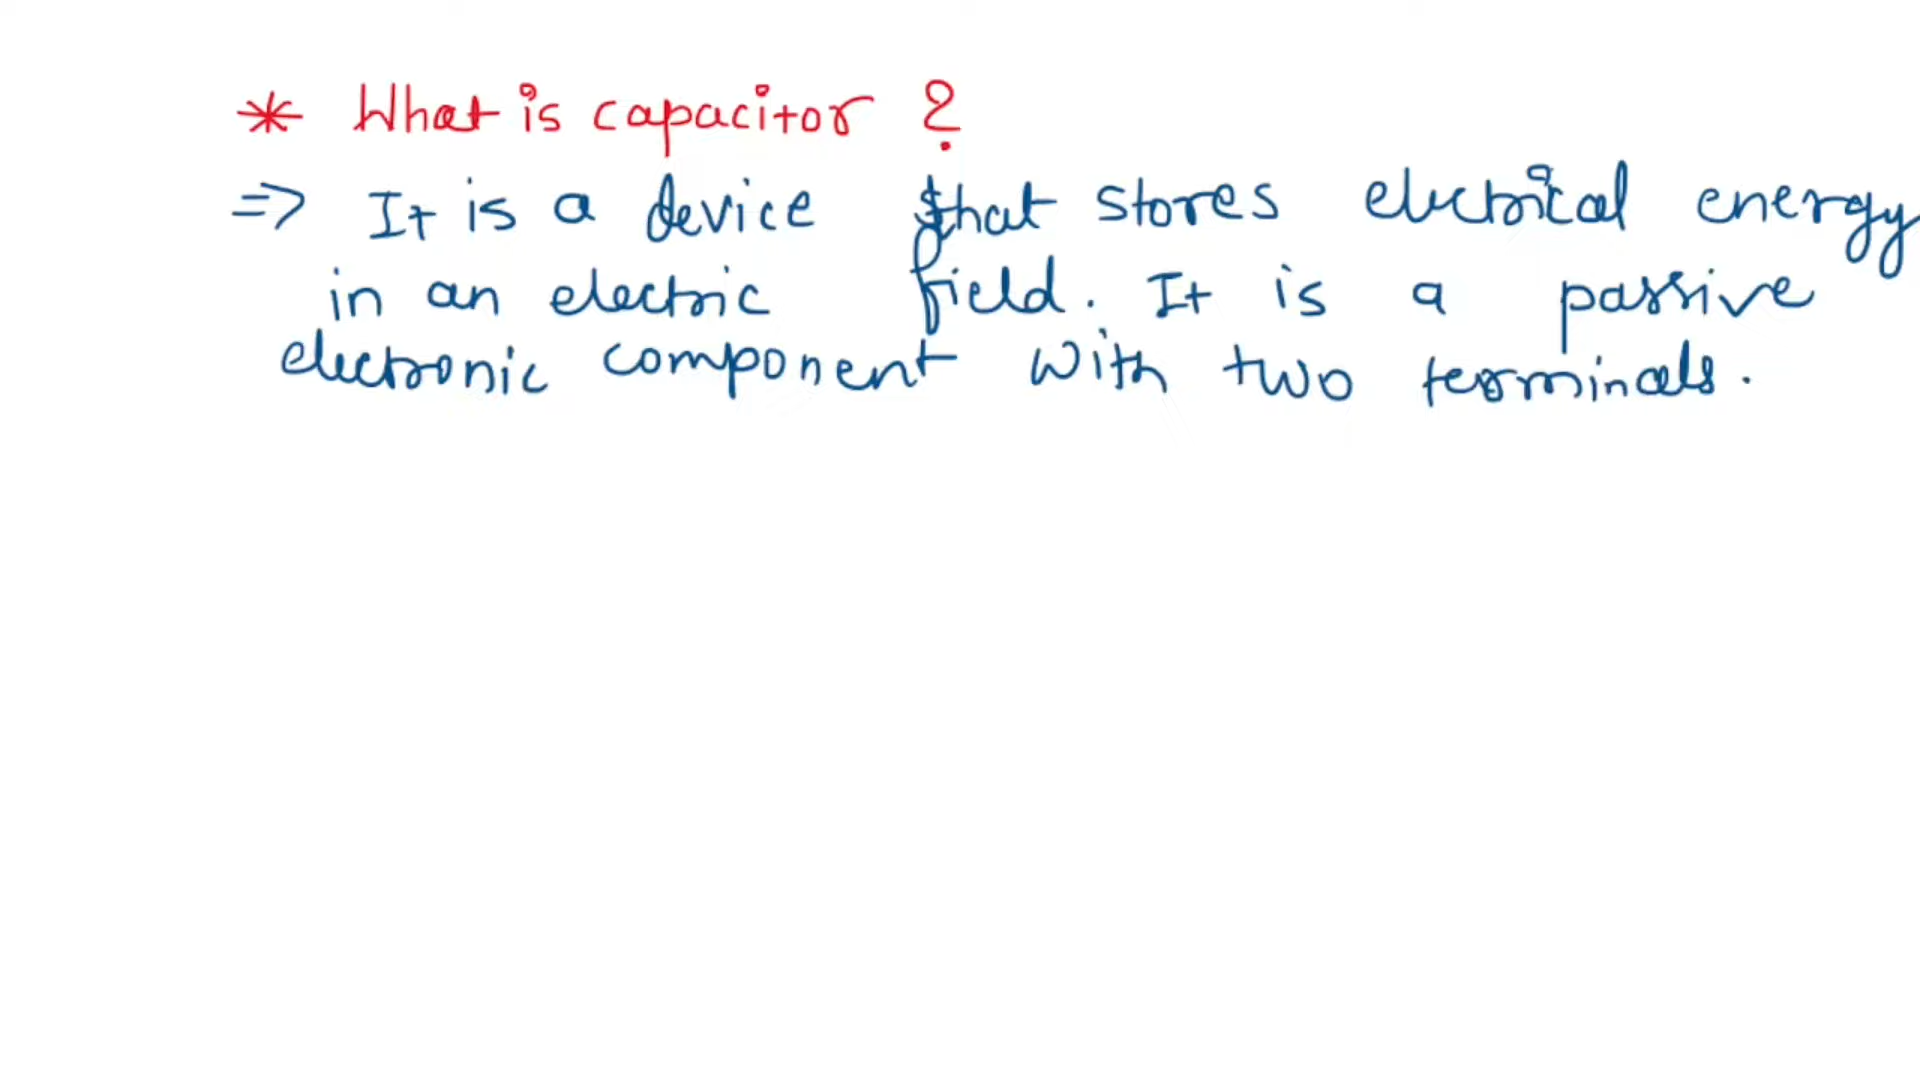 * What is capacitor ?
⇒ It is a device that stores electrical energy
in an electric field. It is a passive
electronic component with two terminals.